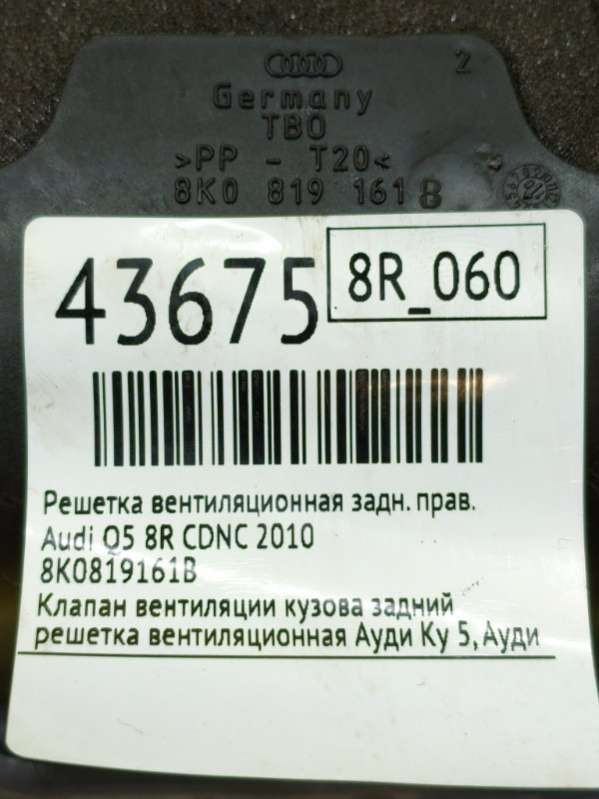 2
Germany
TBO
>PP - T20<
8K0 819 161 B
43675
8R_060
Решетка вентиляционная задн. прав.
Audi Q5 8R CDNC 2010
8K0819161B
Клапан вентиляции кузова задний
решетка вентиляционная Ауди Ку 5, Ауди